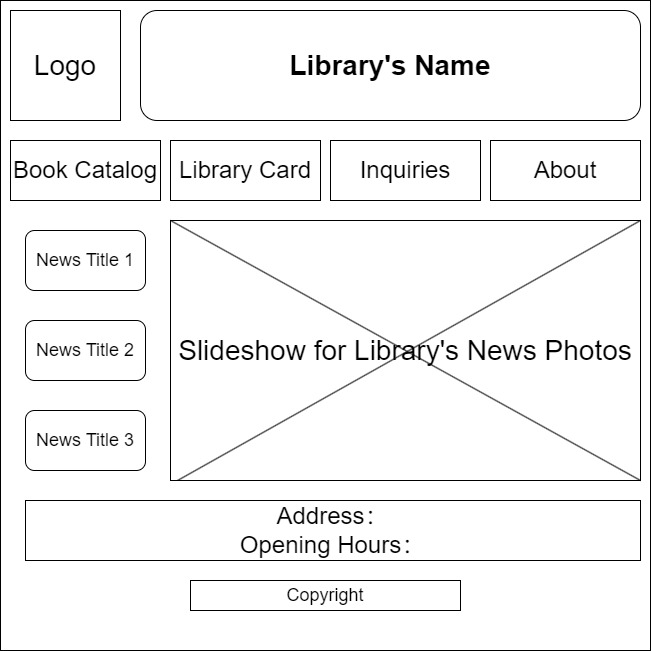 Logo
Library's Name
Book Catalog
Library Card
Inquiries
About
News Title 1
News Title 2
News Title 3
Slideshow for Library's News Photos
Address：
Opening Hours：
Copyright